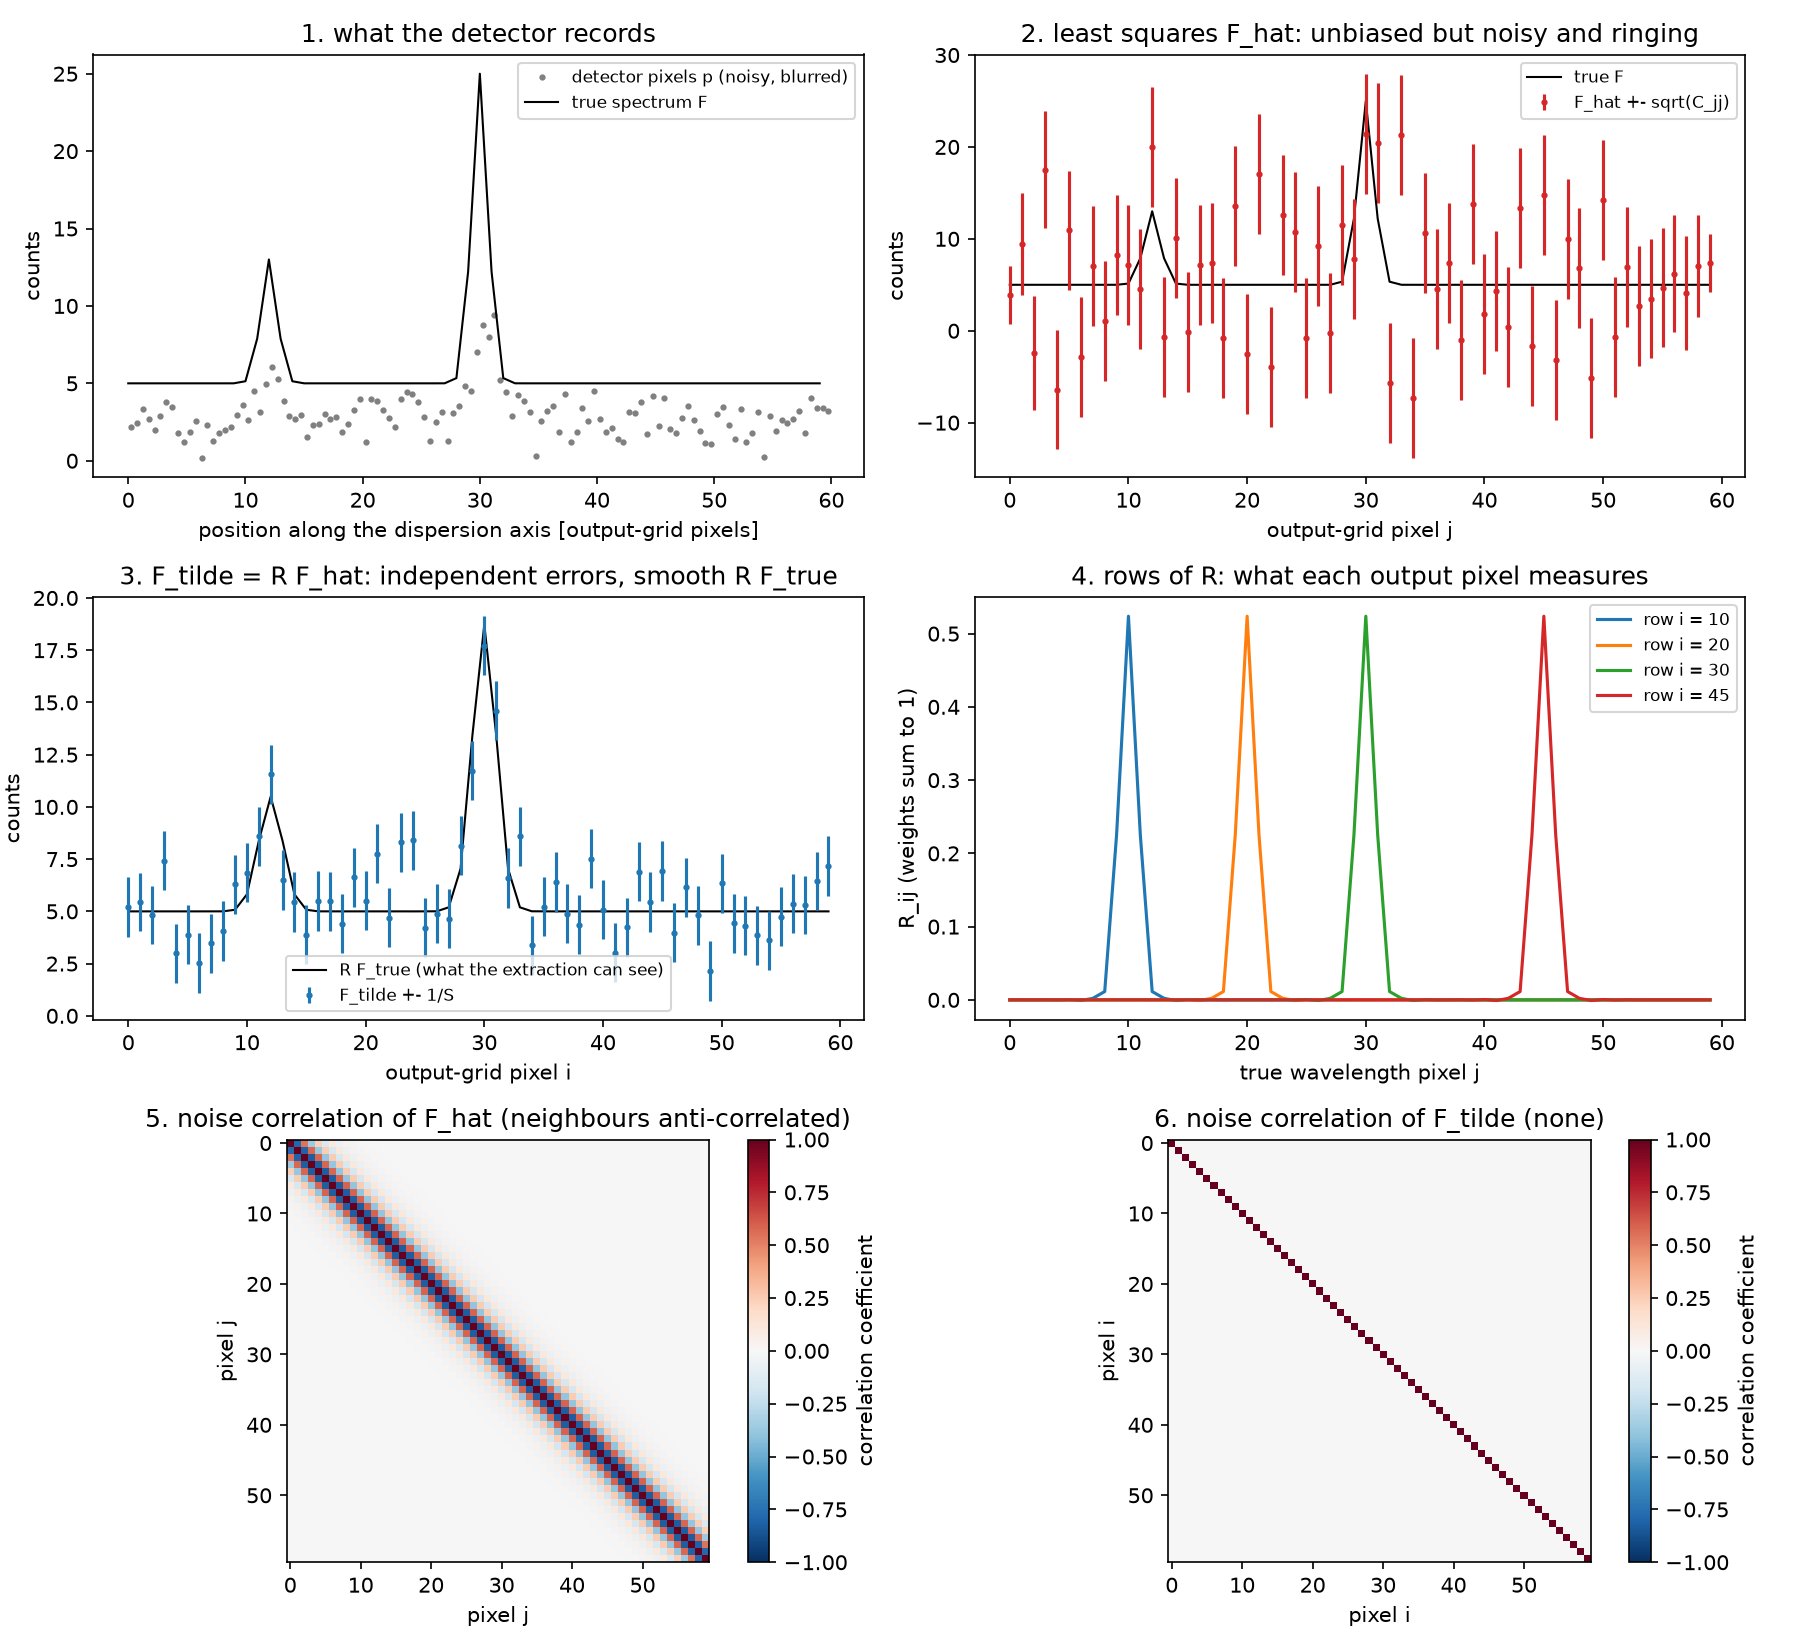 1. what the detector records
25
20
15
10
5
0
counts
detector pixels p (noisy, blurred)
true spectrum F
0 10 20 30 40 50 60
position along the dispersion axis [output-grid pixels]
2. least squares F_hat: unbiased but noisy and ringing
30
20
10
0
−10
counts
true F
F_hat +- sqrt(C_jj)
0 10 20 30 40 50 60
output-grid pixel j
3. F_tilde = R F_hat: independent errors, smooth R F_true
20.0
17.5
15.0
12.5
10.0
7.5
5.0
2.5
0.0
counts
R F_true (what the extraction can see)
F_tilde +- 1/S
0 10 20 30 40 50 60
output-grid pixel i
4. rows of R: what each output pixel measures
0.5
0.4
0.3
0.2
0.1
0.0
R_ij (weights sum to 1)
row i = 10
row i = 20
row i = 30
row i = 45
0 10 20 30 40 50 60
true wavelength pixel j
5. noise correlation of F_hat (neighbours anti-correlated)
0
10
20
30
40
50
pixel j
0 10 20 30 40 50
pixel j
1.00
0.75
0.50
0.25
0.00
−0.25
−0.50
−0.75
−1.00
correlation coefficient
6. noise correlation of F_tilde (none)
0
10
20
30
40
50
pixel i
0 10 20 30 40 50
pixel i
1.00
0.75
0.50
0.25
0.00
−0.25
−0.50
−0.75
−1.00
correlation coefficient